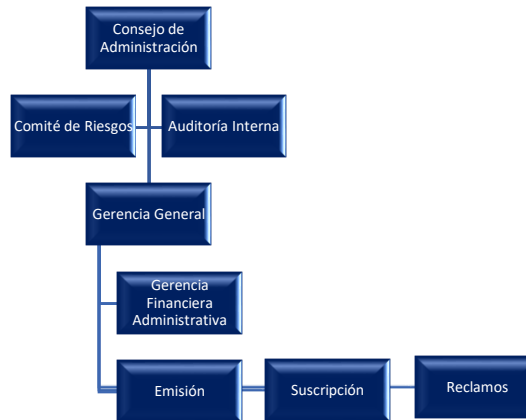 Consejo de
Administración
Comité de Riesgos
Auditoría Interna
Gerencia General
Gerencia
Financiera
Administrativa
Emisión
Suscripción
Reclamos